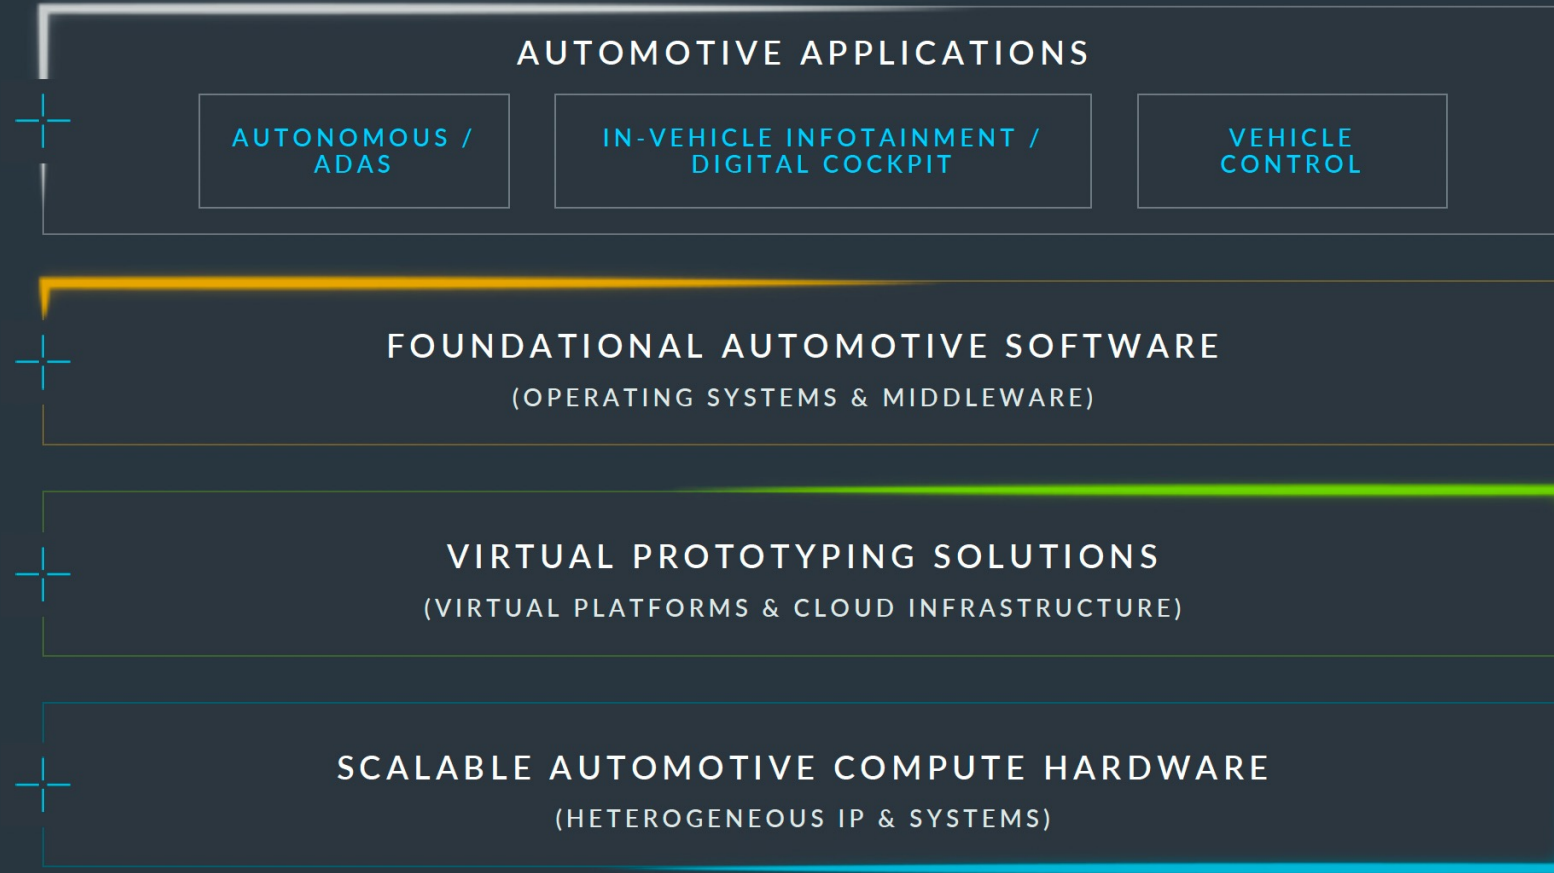 AUTOMOTIVE APPLICATIONS
AUTONOMOUS /
ADAS
IN-VEHICLE INFOTAINMENT /
DIGITAL COCKPIT
VEHICLE
CONTROL
FOUNDATIONAL AUTOMOTIVE SOFTWARE
(OPERATING SYSTEMS & MIDDLEWARE)
VIRTUAL PROTOTYPING SOLUTIONS
(VIRTUAL PLATFORMS & CLOUD INFRASTRUCTURE)
SCALABLE AUTOMOTIVE COMPUTE HARDWARE
(HETEROGENEOUS IP & SYSTEMS)